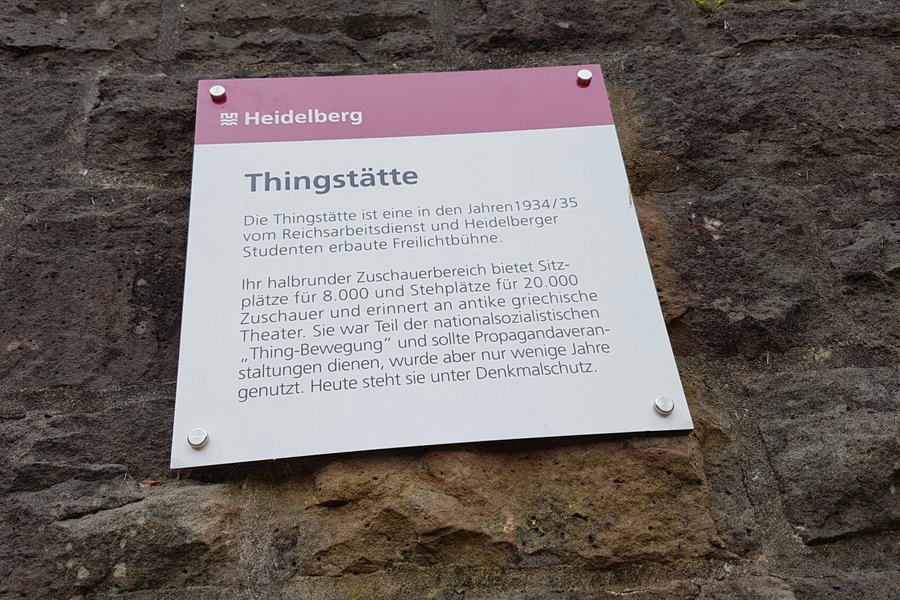 Heidelberg
Thingstätte
Die Thingstätte ist eine in den Jahren1934/35
vom Reichsarbeitsdienst und Heidelberger
Studenten erbaute Freilichtbühne.
Ihr halbrunder Zuschauerbereich bietet Sitz-
plätze für 8.000 und Stehplätze für 20.000
Zuschauer und erinnert an antike griechische
Theater. Sie war Teil der nationalsozialistischen
„Thing-Bewegung“ und sollte Propagandaveran-
staltungen dienen, wurde aber nur wenige Jahre
genutzt. Heute steht sie unter Denkmalschutz.